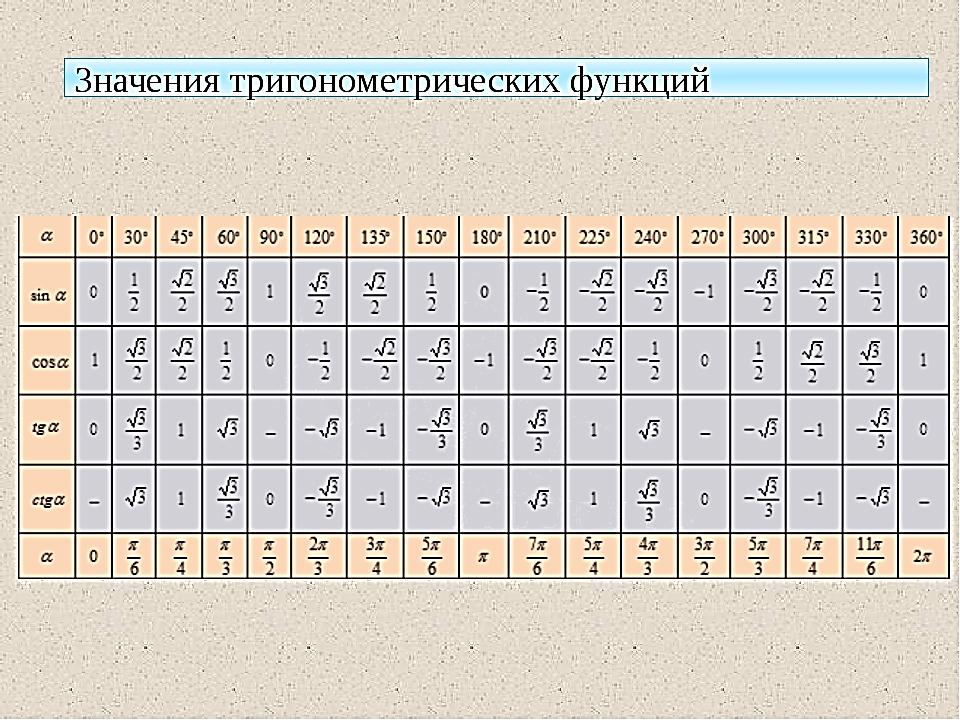 Значения тригонометрических функций
α 0° 30° 45° 60° 90° 120° 135° 150° 180° 210° 225° 240° 270° 300° 315° 330° 360°
sin α 0 1/2 √2/2 √3/2 1 √3/2 √2/2 1/2 0 −1/2 −√2/2 −√3/2 −1 −√3/2 −√2/2 −1/2 0
cos α 1 √3/2 √2/2 1/2 0 −1/2 −√2/2 −√3/2 −1 −√3/2 −√2/2 −1/2 0 1/2 √2/2 √3/2 1
tg α 0 √3/3 1 √3 – −√3 −1 −√3/3 0 √3/3 1 √3 – −√3 −1 −√3/3 0
ctg α – √3 1 √3/3 0 −√3/3 −1 −√3 – √3 1 √3/3 0 −√3/3 −1 −√3 –
α 0 π/6 π/4 π/3 π/2 2π/3 3π/4 5π/6 π 7π/6 5π/4 4π/3 3π/2 5π/3 7π/4 11π/6 2π